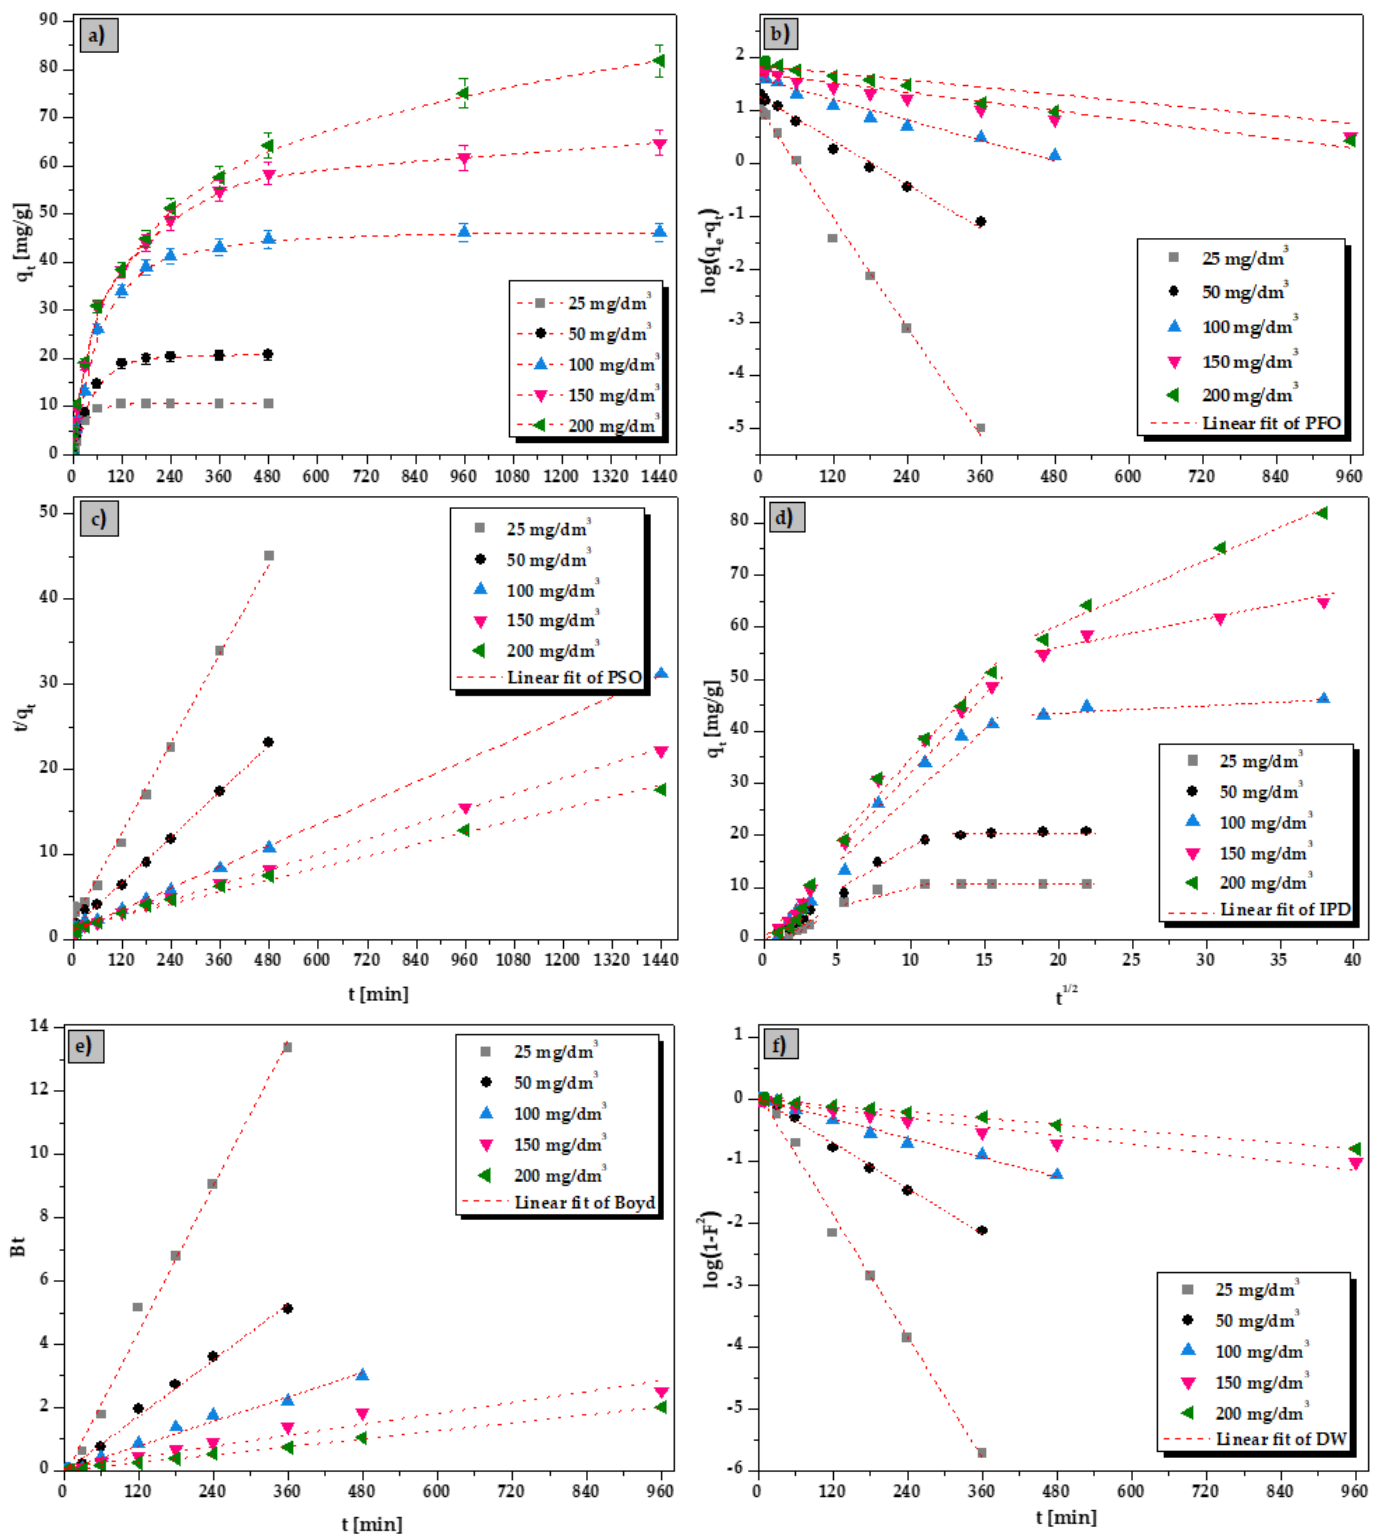 a)
q_t [mg/g]
90
80
70
60
50
40
30
20
10
0
0 120 240 360 480 600 720 840 960 1080 1200 1320 1440
25 mg/dm³
50 mg/dm³
100 mg/dm³
150 mg/dm³
200 mg/dm³
b)
log(q_e-q_t)
2
1
0
-1
-2
-3
-4
-5
0 120 240 360 480 600 720 840 960
25 mg/dm³
50 mg/dm³
100 mg/dm³
150 mg/dm³
200 mg/dm³
Linear fit of PFO
c)
t/q_t
50
40
30
20
10
0
0 120 240 360 480 600 720 840 960 1080 1200 1320 1440
t [min]
25 mg/dm³
50 mg/dm³
100 mg/dm³
150 mg/dm³
200 mg/dm³
Linear fit of PSO
d)
q_t [mg/g]
80
70
60
50
40
30
20
10
0
0 5 10 15 20 25 30 35 40
t^1/2
25 mg/dm³
50 mg/dm³
100 mg/dm³
150 mg/dm³
200 mg/dm³
Linear fit of IPD
e)
Bt
14
12
10
8
6
4
2
0
0 120 240 360 480 600 720 840 960
t [min]
25 mg/dm³
50 mg/dm³
100 mg/dm³
150 mg/dm³
200 mg/dm³
Linear fit of Boyd
f)
log(1-F²)
1
0
-1
-2
-3
-4
-5
-6
0 120 240 360 480 600 720 840 960
t [min]
25 mg/dm³
50 mg/dm³
100 mg/dm³
150 mg/dm³
200 mg/dm³
Linear fit of DW